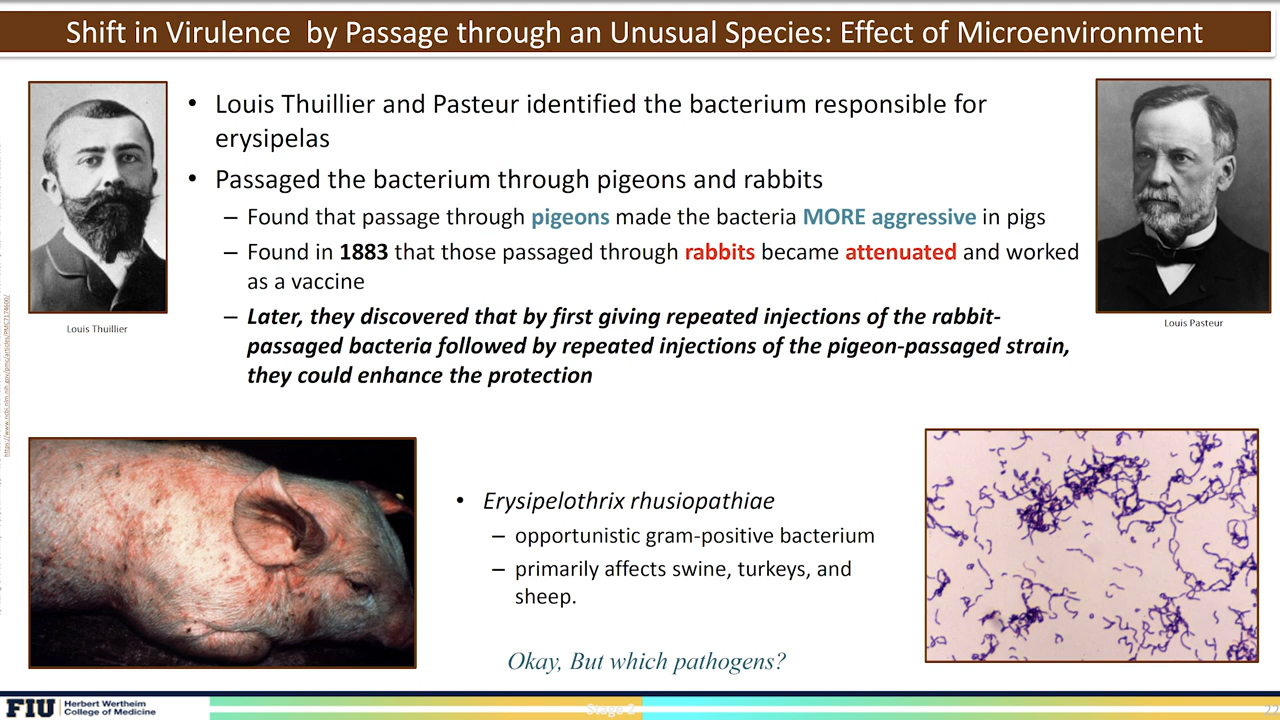 Shift in Virulence by Passage through an Unusual Species: Effect of Microenvironment
• Louis Thuillier and Pasteur identified the bacterium responsible for
erysipelas
• Passaged the bacterium through pigeons and rabbits
– Found that passage through pigeons made the bacteria MORE aggressive in pigs
– Found in 1883 that those passaged through rabbits became attenuated and worked
as a vaccine
– Later, they discovered that by first giving repeated injections of the rabbit-
passaged bacteria followed by repeated injections of the pigeon-passaged strain,
they could enhance the protection
Louis Thuillier
Louis Pasteur
• Erysipelothrix rhusiopathiae
– opportunistic gram-positive bacterium
– primarily affects swine, turkeys, and
sheep.
Okay, But which pathogens?
FIU
Herbert Wertheim
College of Medicine
Stage 2
22